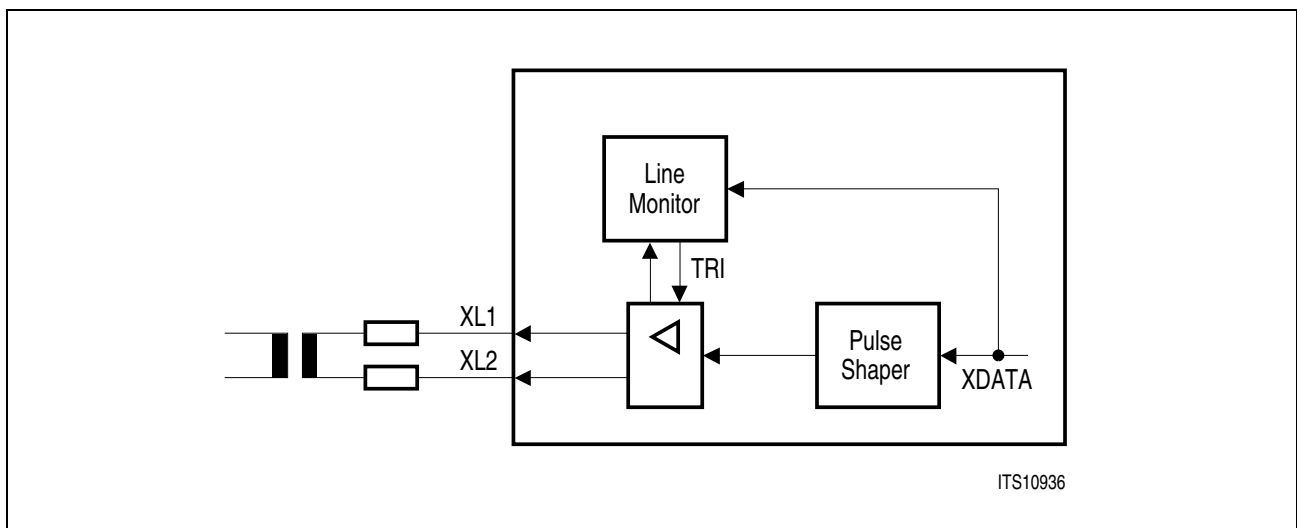 Line
Monitor
TRI
XL1
XL2
Pulse
Shaper
XDATA
ITS10936